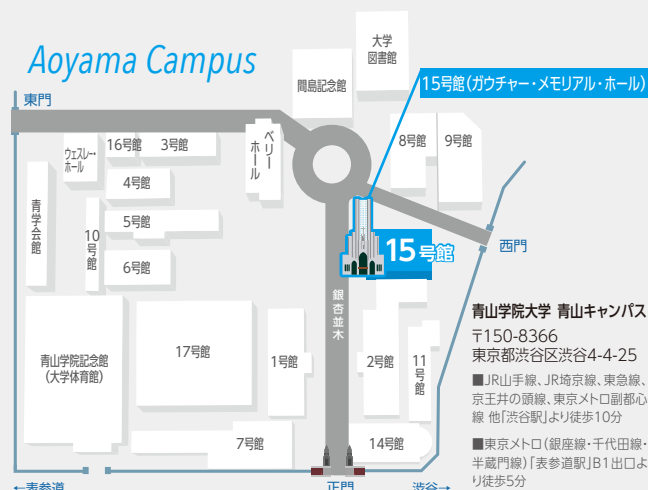 Aoyama Campus
大学
図書館
間島記念館
15号館(ガウチャー・メモリアル・ホール)
東門
ベリー
ホール
8号館
9号館
16号館
3号館
ウェスレー・
ホール
4号館
青学会館
10号館
5号館
6号館
15号館
西門
銀杏並木
青山学院記念館
(大学体育館)
17号館
1号館
2号館
11号館
7号館
14号館
←表参道
正門
渋谷→
青山学院大学 青山キャンパス
〒150-8366
東京都渋谷区渋谷4-4-25
■JR山手線、JR埼京線、東急線、
京王井の頭線、東京メトロ副都心
線 他「渋谷駅」より徒歩10分
■東京メトロ(銀座線・千代田線・
半蔵門線)「表参道駅」B1出口よ
り徒歩5分